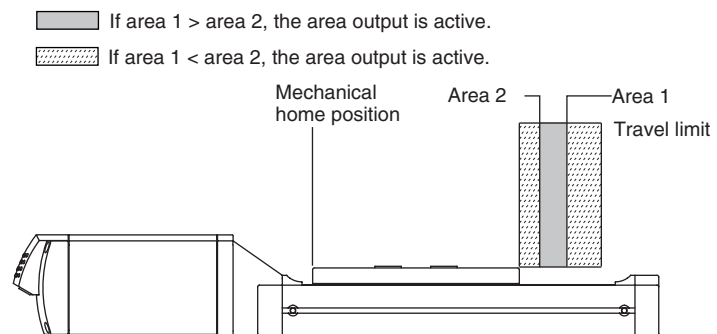 If area 1 > area 2, the area output is active.
If area 1 < area 2, the area output is active.
Mechanical
home position
Area 2
Area 1
Travel limit